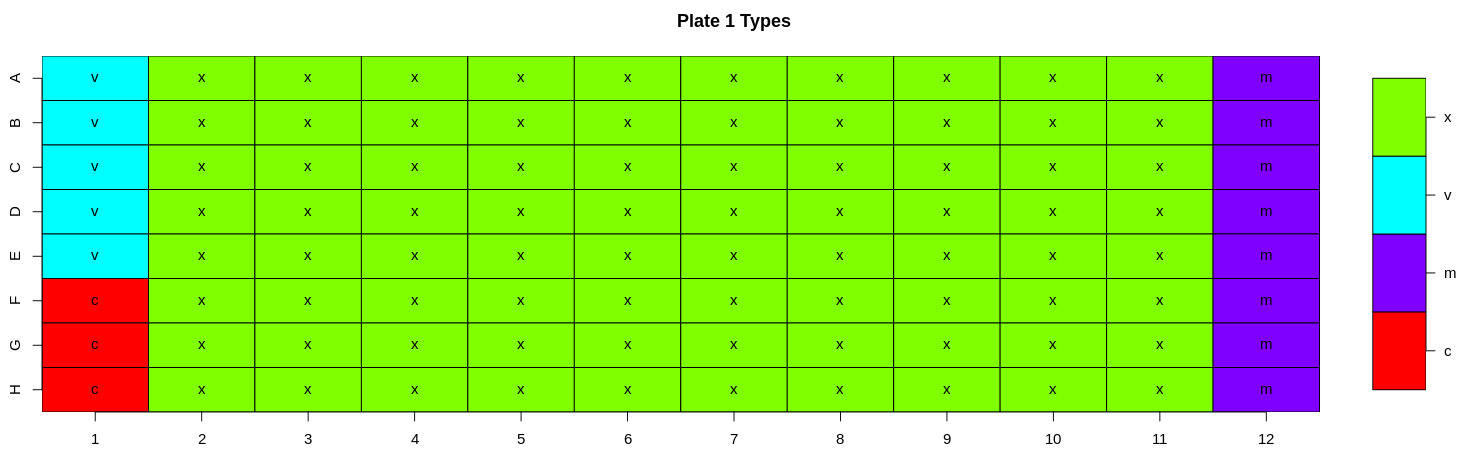 Plate 1 Types
A v x x x x x x x x x x m
B v x x x x x x x x x x m
C v x x x x x x x x x x m
D v x x x x x x x x x x m
E v x x x x x x x x x x m
F c x x x x x x x x x x m
G c x x x x x x x x x x m
H c x x x x x x x x x x m
1 2 3 4 5 6 7 8 9 10 11 12
x
v
m
c